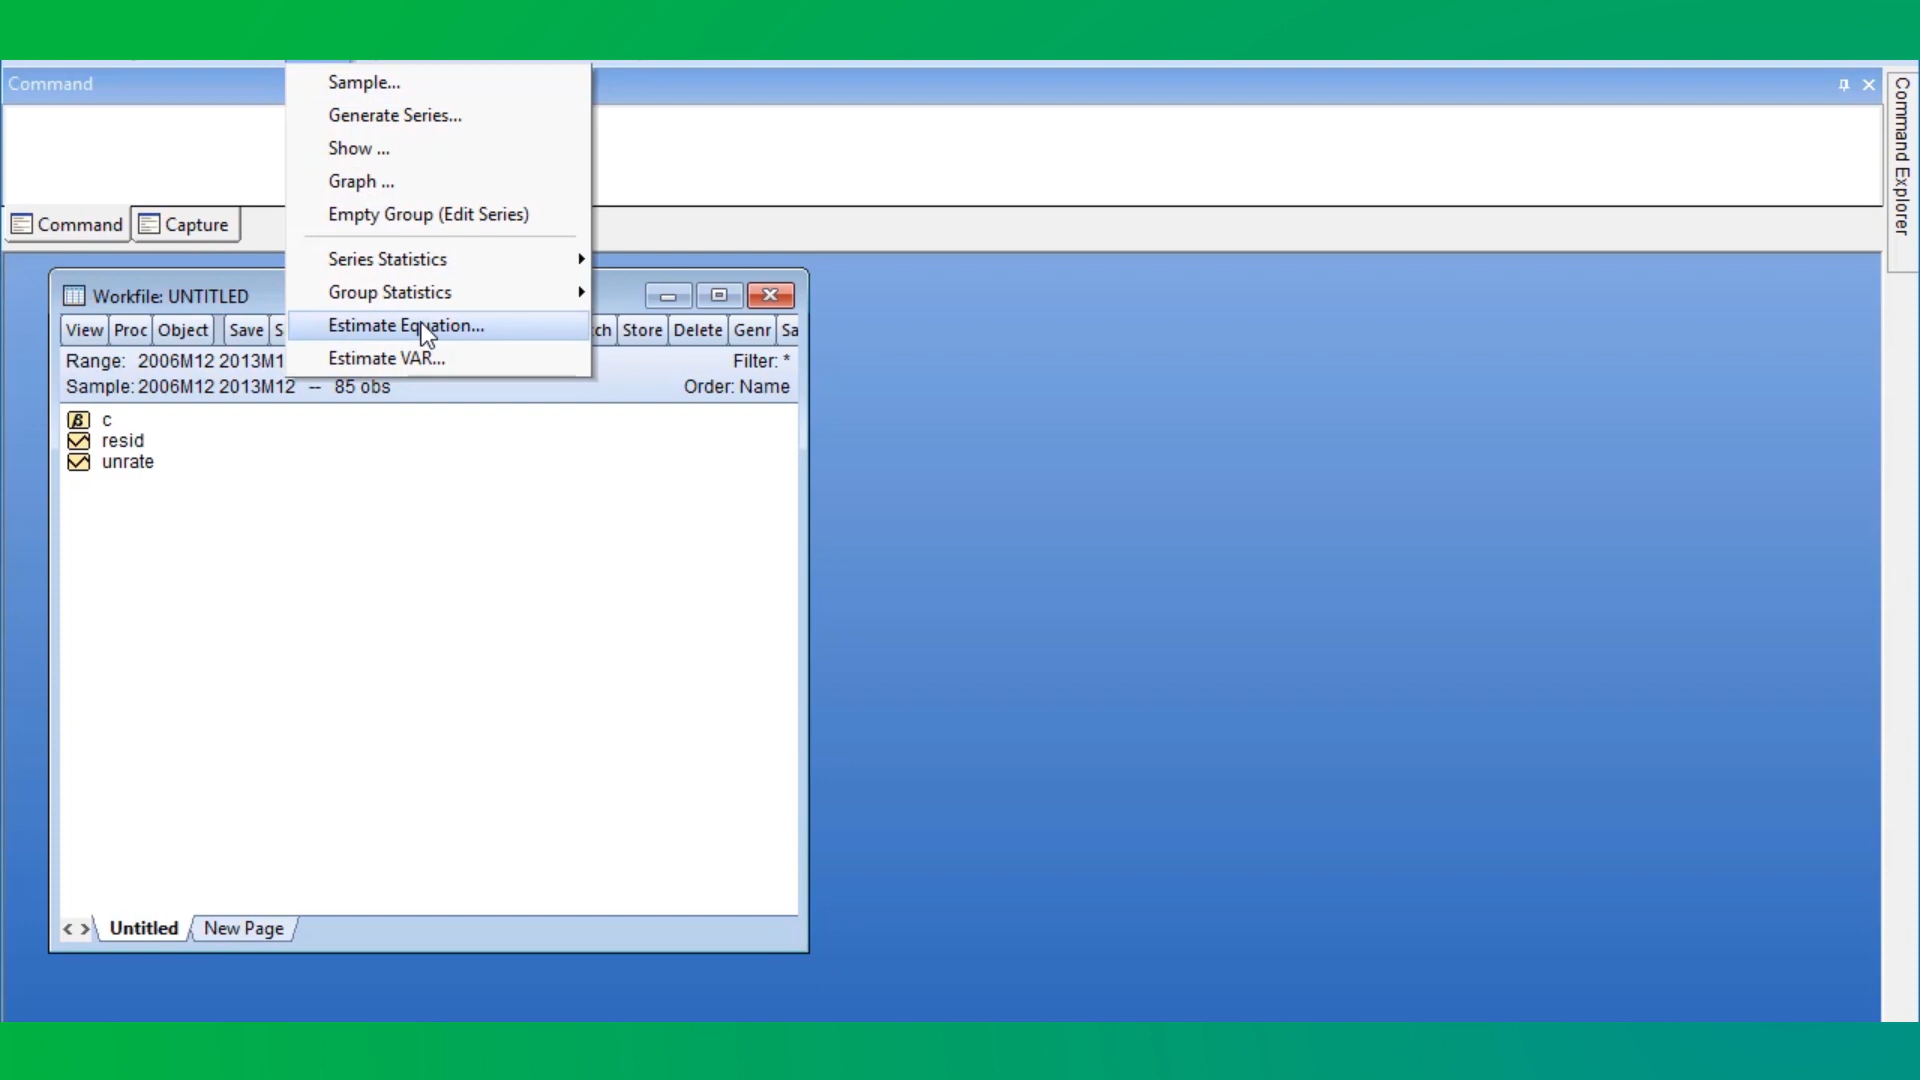 Command
Sample...
Generate Series...
Show ...
Graph ...
Empty Group (Edit Series)
Series Statistics
Group Statistics
Estimate Equation...
Estimate VAR...
Command Explorer
Command
Capture
Workfile: UNTITLED
View Proc Object Save S ch Store Delete Genr Sa
Range: 2006M12 2013M1
Filter: *
Sample: 2006M12 2013M12 -- 85 obs
Order: Name
c
resid
unrate
Untitled
New Page